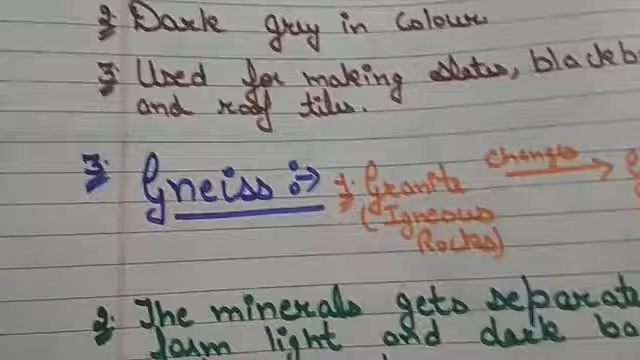 2. Dark grey in Colour
3. Used for making slates, blackb
and roof tiles.
3. Gneiss :→ 1. Granite changes →
(Igneous
Rocks)
2. The minerals gets separate
form light and dark ba